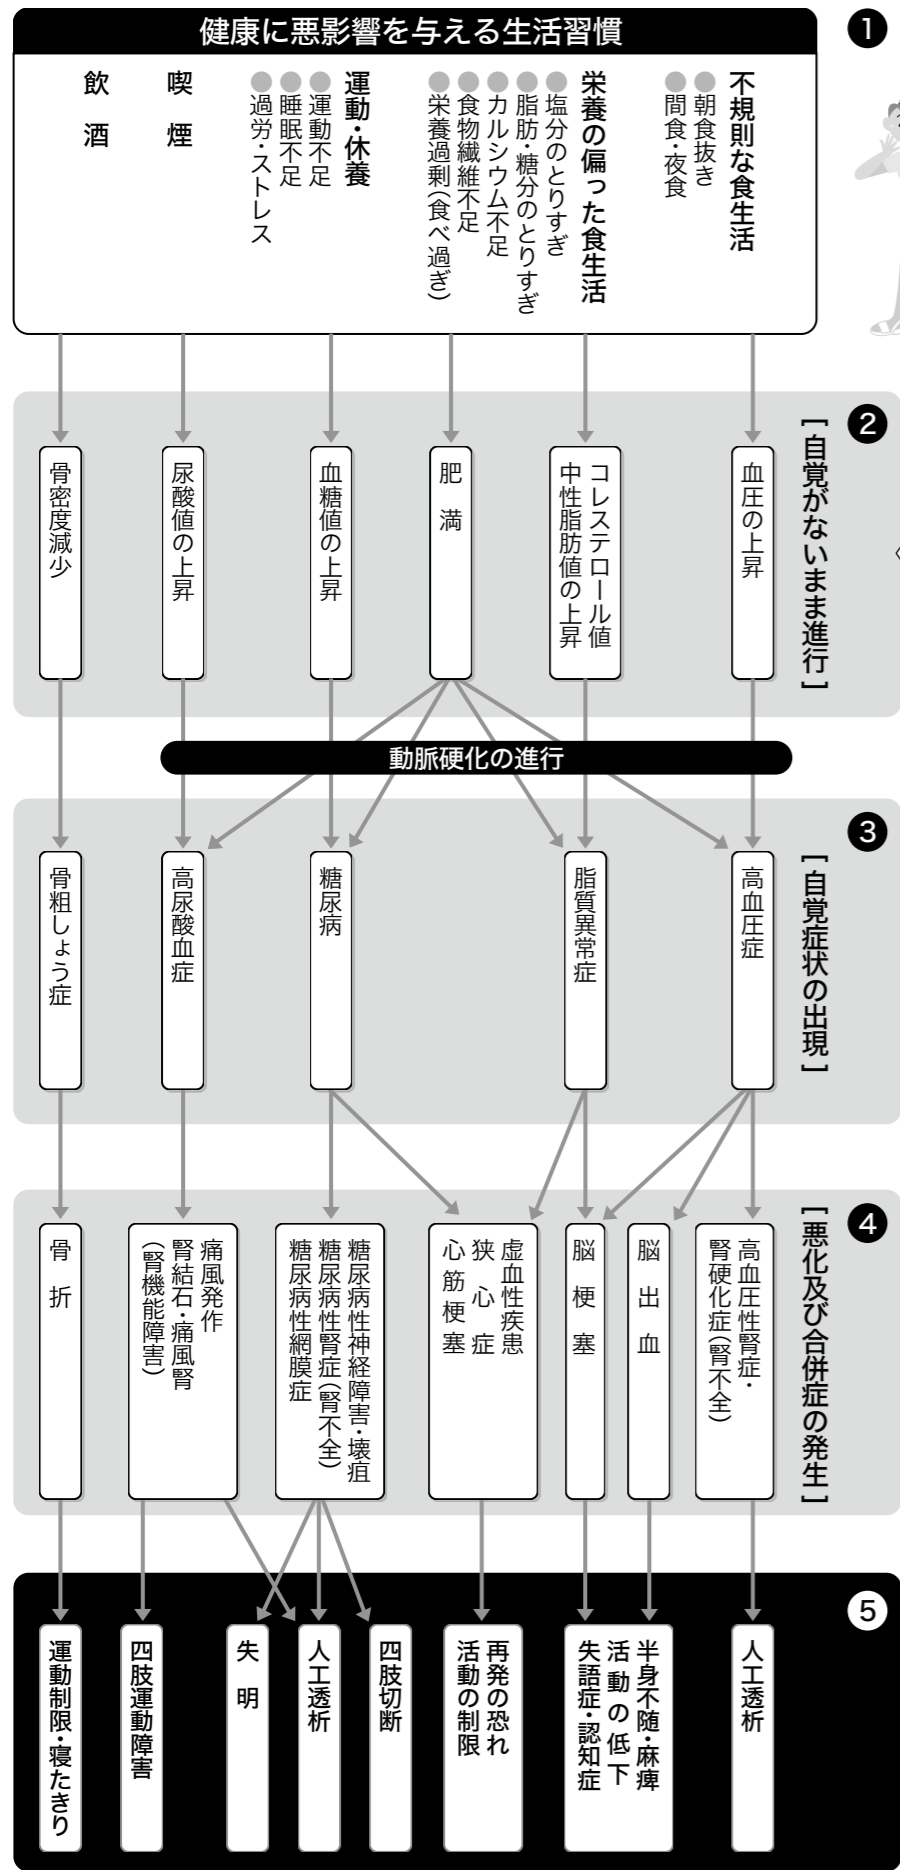 健康に悪影響を与える生活習慣
❶
不規則な食生活
●朝食抜き
●間食・夜食
栄養の偏った食生活
●塩分のとりすぎ
●脂肪・糖分のとりすぎ
●カルシウム不足
●食物繊維不足
●栄養過剰(食べ過ぎ)
運動・休養
●運動不足
●睡眠不足
●過労・ストレス
喫煙
飲酒
❷
[自覚がないまま進行]
血圧の上昇
コレステロール値
中性脂肪値の上昇
肥満
血糖値の上昇
尿酸値の上昇
骨密度減少
動脈硬化の進行
❸
[自覚症状の出現]
高血圧症
脂質異常症
糖尿病
高尿酸血症
骨粗しょう症
❹
[悪化及び合併症の発生]
高血圧性腎症・
腎硬化症(腎不全)
脳出血
脳梗塞
虚血性疾患
狭心症
心筋梗塞
糖尿病性神経障害・壊疽
糖尿病性腎症(腎不全)
糖尿病性網膜症
痛風発作
腎結石・痛風腎
(腎機能障害)
骨折
❺
人工透析
半身不随・麻痺
活動の低下
失語症・認知症
再発の恐れ
活動の制限
四肢切断
人工透析
失明
四肢運動障害
運動制限・寝たきり